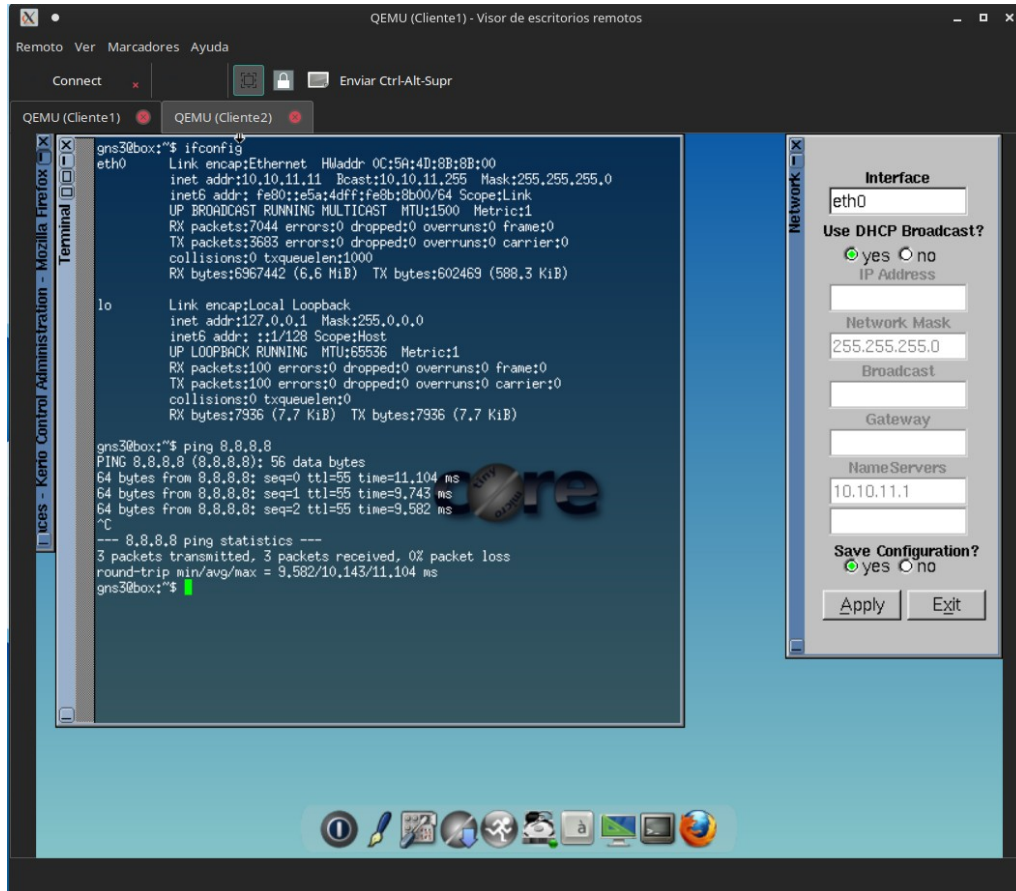 QEMU (Cliente1) - Visor de escritorios remotos
Remoto Ver Marcadores Ayuda
Connect
Enviar Ctrl-Alt-Supr
QEMU (Cliente1)
QEMU (Cliente2)
aces - Kerio Control Administration - Mozilla Firefox
Terminal
gns3@box:~$ ifconfig
eth0 Link encap:Ethernet HWaddr 0C:5A:4D:8B:8B:00
inet addr:10.10.11.11 Bcast:10.10.11.255 Mask:255.255.255.0
inet6 addr: fe80::e5a:4dff:fe8b:8b00/64 Scope:Link
UP BROADCAST RUNNING MULTICAST MTU:1500 Metric:1
RX packets:7044 errors:0 dropped:0 overruns:0 frame:0
TX packets:3683 errors:0 dropped:0 overruns:0 carrier:0
collisions:0 txqueuelen:1000
RX bytes:6967442 (6.6 MiB) TX bytes:602469 (588.3 KiB)
lo Link encap:Local Loopback
inet addr:127.0.0.1 Mask:255.0.0.0
inet6 addr: ::1/128 Scope:Host
UP LOOPBACK RUNNING MTU:65536 Metric:1
RX packets:100 errors:0 dropped:0 overruns:0 frame:0
TX packets:100 errors:0 dropped:0 overruns:0 carrier:0
collisions:0 txqueuelen:0
RX bytes:7936 (7.7 KiB) TX bytes:7936 (7.7 KiB)
gns3@box:~$ ping 8.8.8.8
PING 8.8.8.8 (8.8.8.8): 56 data bytes
64 bytes from 8.8.8.8: seq=0 ttl=55 time=11.104 ms
64 bytes from 8.8.8.8: seq=1 ttl=55 time=9.743 ms
64 bytes from 8.8.8.8: seq=2 ttl=55 time=9.582 ms
^C
--- 8.8.8.8 ping statistics ---
3 packets transmitted, 3 packets received, 0% packet loss
round-trip min/avg/max = 9.582/10.143/11.104 ms
gns3@box:~$
tiny
core
micro
Network
Interface
eth0
Use DHCP Broadcast?
yes no
IP Address
Network Mask
255.255.255.0
Broadcast
Gateway
NameServers
10.10.11.1
Save Configuration?
yes no
Apply Exit
à